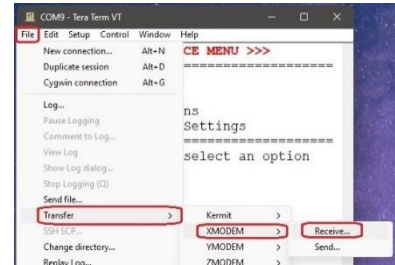 COM9 - Tera Term VT
File Edit Setup Control Window Help
New connection... Alt+N
Duplicate session Alt+D
Cygwin connection Alt+G
Log...
Pause Logging
Comment to Log...
View Log
Show Log dialog...
Stop Logging (Q)
Send file...
Transfer >
SSH SCP...
Change directory...
Replay Log...
CE MENU >>>
====================
ns
Settings
====================
select an option
Kermit >
XMODEM >
YMODEM >
ZMODEM >
Receive...
Send...